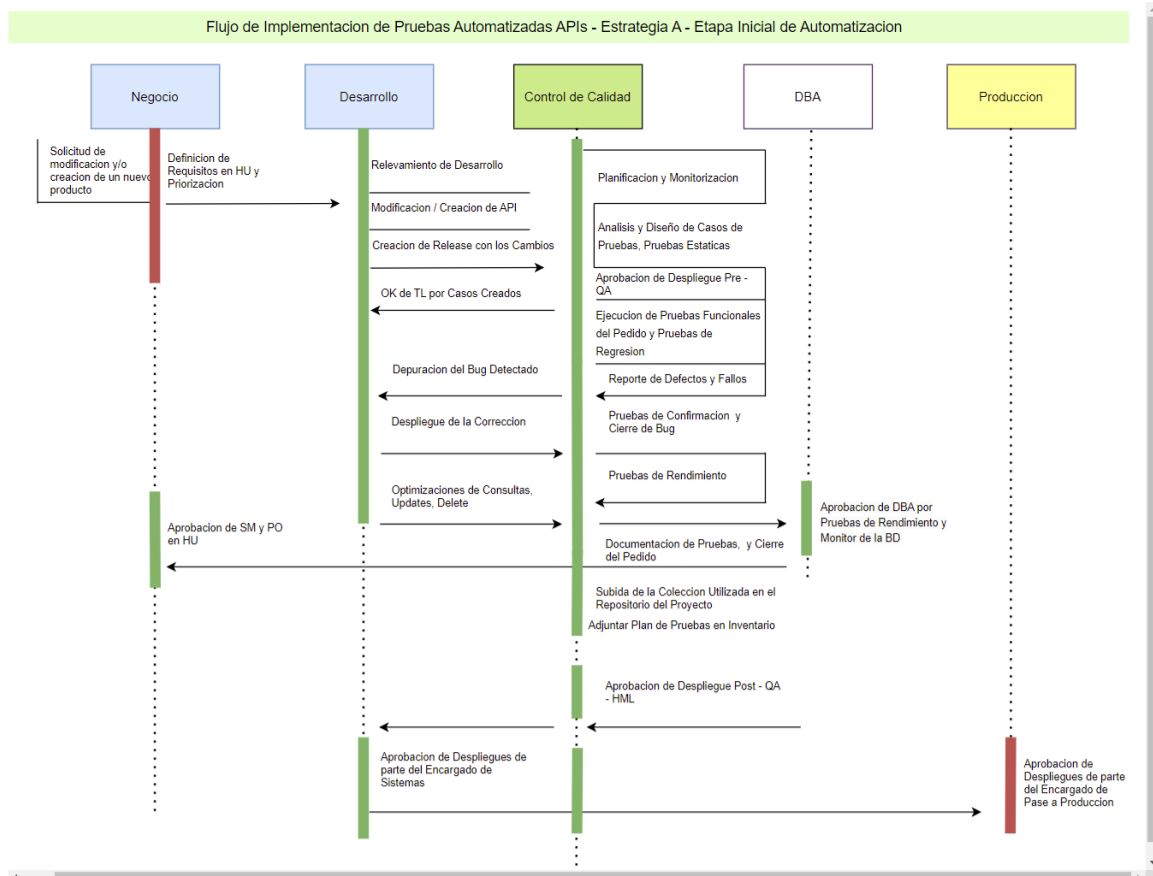 Flujo de Implementacion de Pruebas Automatizadas APIs - Estrategia A - Etapa Inicial de Automatizacion
Negocio
Desarrollo
Control de Calidad
DBA
Produccion
Solicitud de
modificacion y/o
creacion de un nuevo
producto
Definicion de
Requisitos en HU y
Priorizacion
Relevamiento de Desarrollo
Planificacion y Monitorizacion
Modificacion / Creacion de API
Analisis y Diseño de Casos de
Pruebas, Pruebas Estaticas
Creacion de Release con los Cambios
Aprobacion de Despliegue Pre -
QA
OK de TL por Casos Creados
Ejecucion de Pruebas Funcionales
del Pedido y Pruebas de
Regresion
Depuracion del Bug Detectado
Reporte de Defectos y Fallos
Despliegue de la Correccion
Pruebas de Confirmacion y
Cierre de Bug
Pruebas de Rendimiento
Optimizaciones de Consultas,
Updates, Delete
Aprobacion de DBA por
Pruebas de Rendimiento y
Monitor de la BD
Aprobacion de SM y PO
en HU
Documentacion de Pruebas, y Cierre
del Pedido
Subida de la Coleccion Utilizada en el
Repositorio del Proyecto
Adjuntar Plan de Pruebas en Inventario
Aprobacion de Despliegue Post - QA
- HML
Aprobacion de Despliegues de
parte del Encargado de
Sistemas
Aprobacion de
Despliegues de parte
del Encargado de
Pase a Produccion